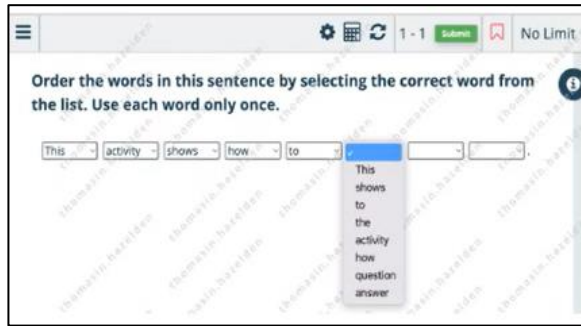 1 - 1 Submit No Limit
Order the words in this sentence by selecting the correct word from
the list. Use each word only once.
This activity shows how to .
This
shows
to
the
activity
how
question
answer